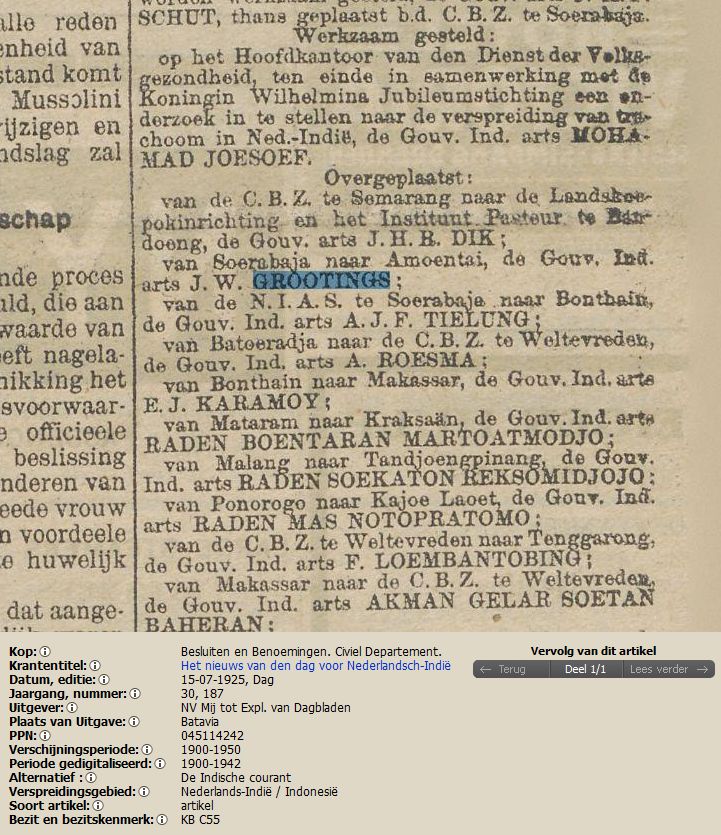 alle reden
enheid van
stand komt
Mussolini
ijzigen en
ndslag zal
schap
nde proces
uld, die aan
waarde van
eeft nagela-
hikking het
svoorwaar-
e officieele
beslissing
nderen van
eede vrouw
n voordeele
te huwelijk
dat aange-
SCHUT, thans geplaatst b.d. C. B. Z. te Soerabaja.
Werkzaam gesteld:
op het Hoofdkantoor van den Dienst der Volks-
gezondheid, ten einde in samenwerking met de
Koningin Wilhelmina Jubileumstichting een on-
derzoek in te stellen naar de verspreiding van tra-
choom in Ned.-Indië, de Gouv. Ind. arts MOHA-
MAD JOESOEF.
Overgeplaatst:
van de C. B. Z. te Semarang naar de Landskoe-
pokinrichting en het Instituut Pasteur te Ban-
doeng, de Gouv. arts J. H. R. DIK;
van Soerabaja naar Amoentai, de Gouv. Ind.
arts J. W. GROOTINGS;
van de N. I. A. S. te Soerabaja naar Bonthain,
de Gouv. Ind. arts A. J. F. TIELUNG;
van Batoeradja naar de C. B. Z. te Weltevreden,
de Gouv. Ind. arts A. ROESMA;
van Bonthain naar Makassar, de Gouv. Ind. arts
E. J. KARAMOY;
van Mataram naar Kraksaän, de Gouv. Ind. arts
RADEN BOENTARAN MARTOATMODJO;
van Malang naar Tandjoengpinang, de Gouv.
Ind. arts RADEN SOEKATON REKSOMIDJOJO;
van Ponorogo naar Kajoe Laoet, de Gouv. Ind.
arts RADEN MAS NOTOPRATOMO;
van de C. B. Z. te Weltevreden naar Tenggarong,
de Gouv. Ind. arts F. LOEMBANTOBING;
van Makassar naar de C. B. Z. te Weltevreden,
de Gouv. Ind. arts AKMAN GELAR SOETAN
BAHERAN;
Kop: Besluiten en Benoemingen. Civiel Departement.
Krantentitel: Het nieuws van den dag voor Nederlandsch-Indië
Datum, editie: 15-07-1925, Dag
Jaargang, nummer: 30, 187
Uitgever: NV Mij tot Expl. van Dagbladen
Plaats van Uitgave: Batavia
PPN: 045114242
Verschijningsperiode: 1900-1950
Periode gedigitaliseerd: 1900-1942
Alternatief : De Indische courant
Verspreidingsgebied: Nederlands-Indië / Indonesië
Soort artikel: artikel
Bezit en bezitskenmerk: KB C55
Vervolg van dit artikel
← Terug Deel 1/1 Lees verder →